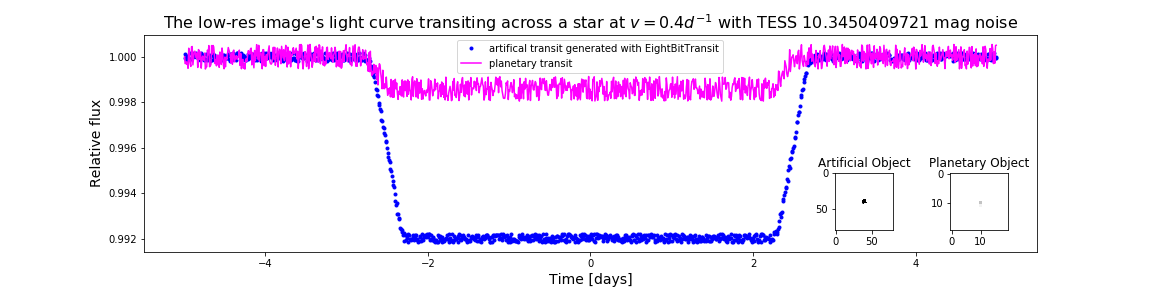 The low-res image's light curve transiting across a star at v = 0.4d⁻¹ with TESS 10.3450409721 mag noise
artifical transit generated with EightBitTransit
planetary transit
Relative flux
1.000
0.998
0.996
0.994
0.992
Artificial Object
Planetary Object
0
50
0
50
0
10
0
10
−4
−2
0
2
4
Time [days]